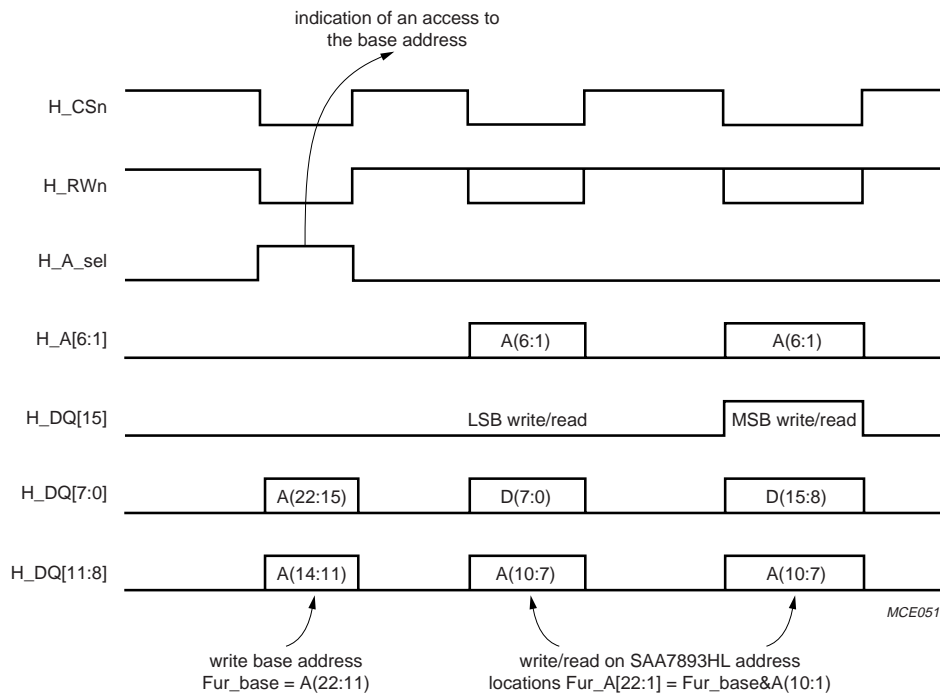 indication of an access to
the base address
H_CSn
H_RWn
H_A_sel
H_A[6:1]
A(6:1)
A(6:1)
H_DQ[15]
LSB write/read
MSB write/read
H_DQ[7:0]
A(22:15)
D(7:0)
D(15:8)
H_DQ[11:8]
A(14:11)
A(10:7)
A(10:7)
MCE051
write base address
Fur_base = A(22:11)
write/read on SAA7893HL address
locations Fur_A[22:1] = Fur_base&A(10:1)